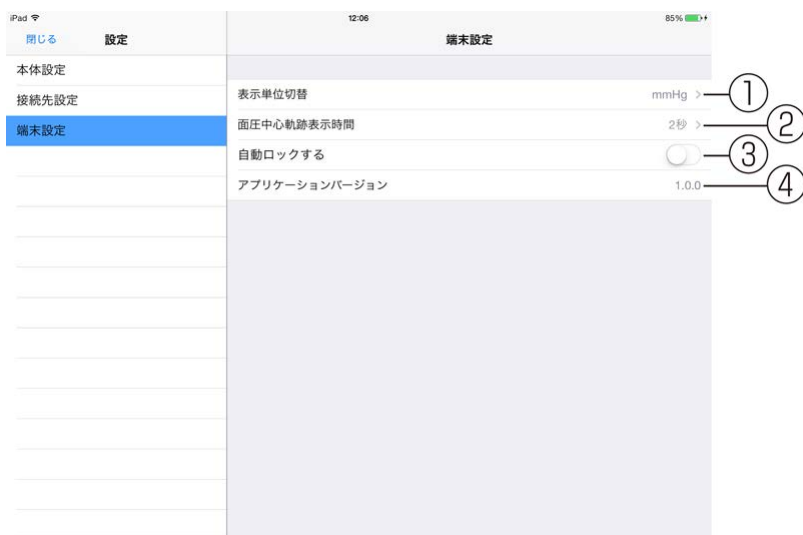 iPad 12:06 85%
閉じる 設定 端末設定
本体設定
接続先設定
端末設定
表示単位切替 mmHg > ①
面圧中心軌跡表示時間 2秒 > ②
自動ロックする ③
アプリケーションバージョン 1.0.0 ④